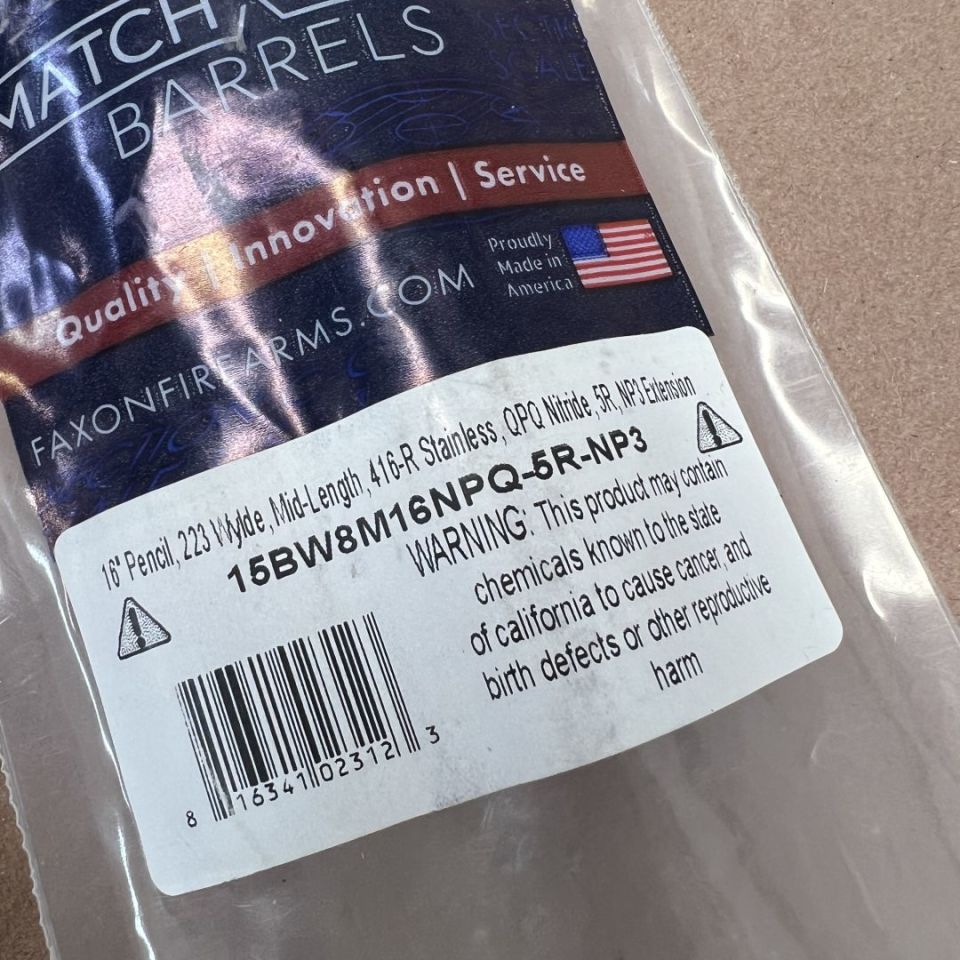 MATCH
BARRELS
Quality | Innovation | Service
Proudly
Made in
America
FAXONFIREARMS.COM
16" Pencil, 223 Wylde, Mid-Length, 416-R Stainless, QPQ Nitride, 5R, NP3 Extension
15BW8M16NPQ-5R-NP3
WARNING: This product may contain
chemicals known to the state
of california to cause cancer, and
birth defects or other reproductive
harm
8 16341 02312 3